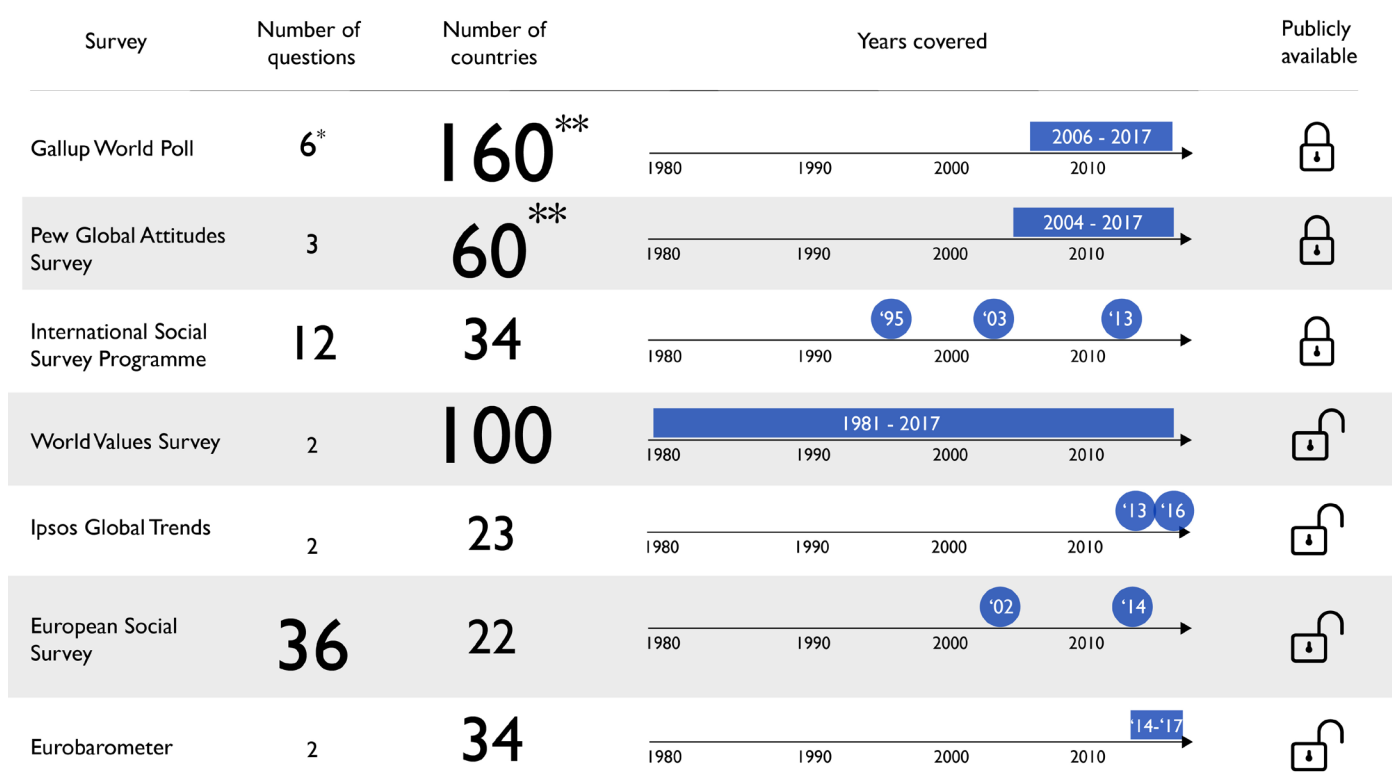 Survey
Number of
questions
Number of
countries
Years covered
Publicly
available
Gallup World Poll
6*
160**
2006 - 2017
1980 1990 2000 2010
Pew Global Attitudes
Survey
3
60**
2004 - 2017
1980 1990 2000 2010
International Social
Survey Programme
12
34
‘95 ‘03 ‘13
1980 1990 2000 2010
World Values Survey
2
100
1981 - 2017
1980 1990 2000 2010
Ipsos Global Trends
2
23
‘13 ‘16
1980 1990 2000 2010
European Social
Survey
36
22
‘02 ‘14
1980 1990 2000 2010
Eurobarometer
2
34
‘14-‘17
1980 1990 2000 2010